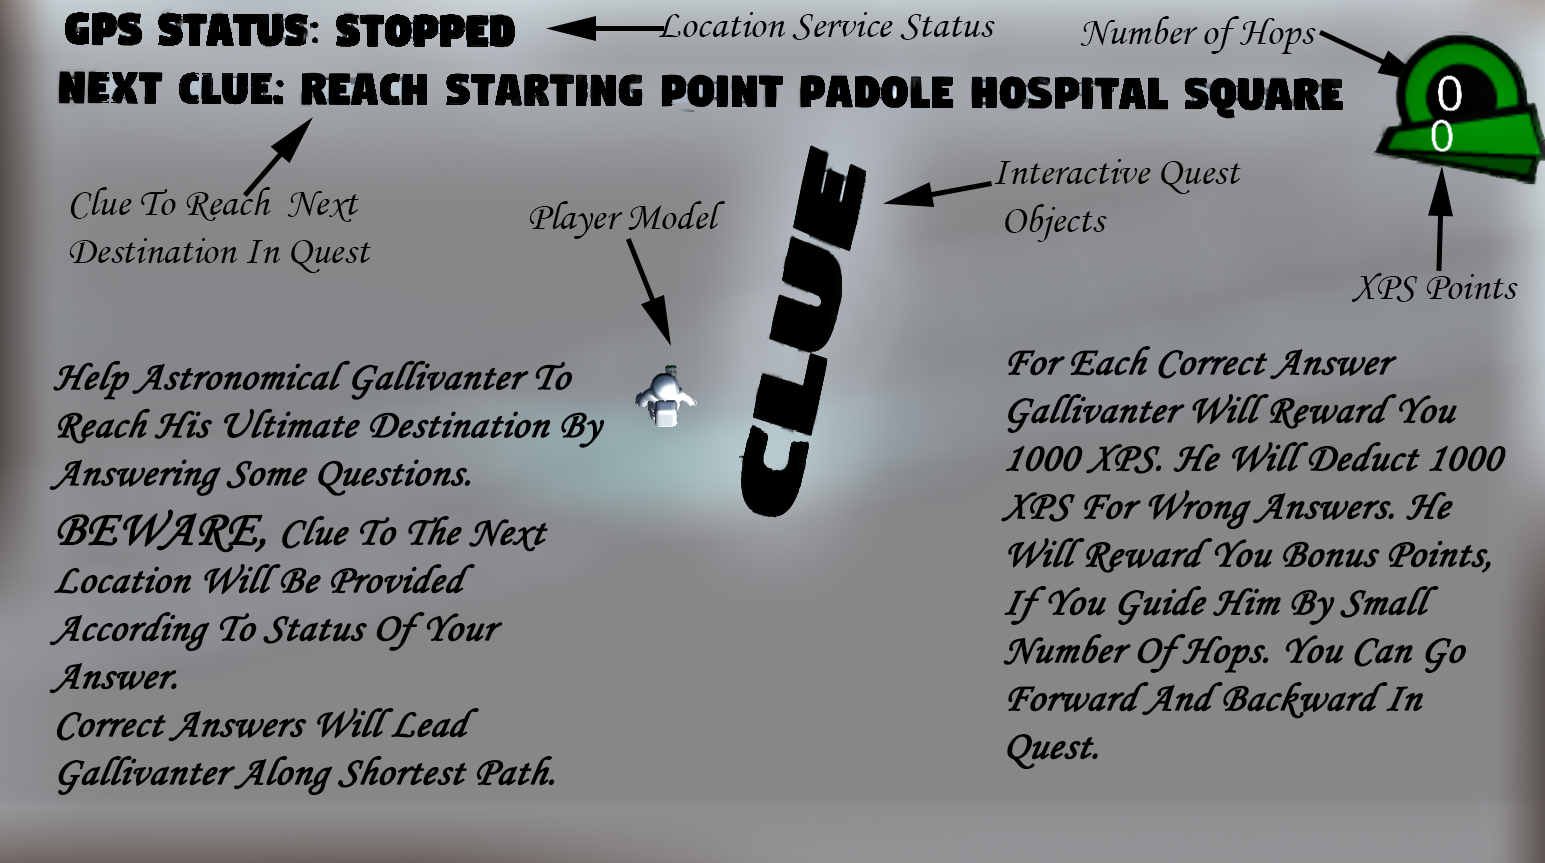 GPS STATUS: STOPPED
Location Service Status
Number of Hops
NEXT CLUE: REACH STARTING POINT PADOLE HOSPITAL SQUARE
0
0
Clue To Reach Next
Destination In Quest
Player Model
CLUE
Interactive Quest
Objects
XPS Points
Help Astronomical Gallivanter To
Reach His Ultimate Destination By
Answering Some Questions.
BEWARE, Clue To The Next
Location Will Be Provided
According To Status Of Your
Answer.
Correct Answers Will Lead
Gallivanter Along Shortest Path.
For Each Correct Answer
Gallivanter Will Reward You
1000 XPS. He Will Deduct 1000
XPS For Wrong Answers. He
Will Reward You Bonus Points,
If You Guide Him By Small
Number Of Hops. You Can Go
Forward And Backward In
Quest.